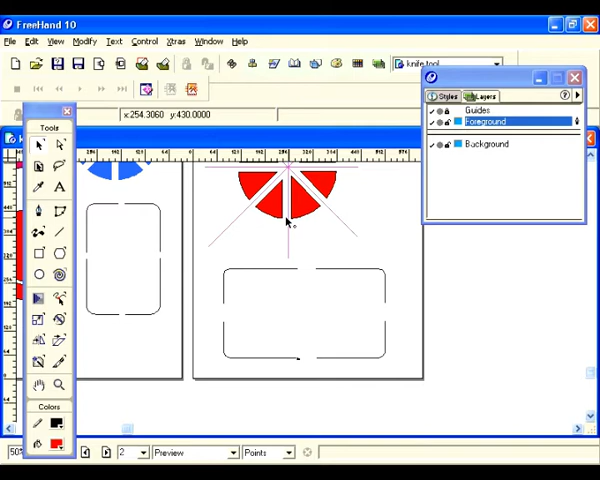 FreeHand 10
File Edit View Modify Text Control Xtras Window Help
knife tool
x:254.3060 y:430.0000
Styles Layers
Guides
Foreground
Background
Tools
Colors
2 Preview Points